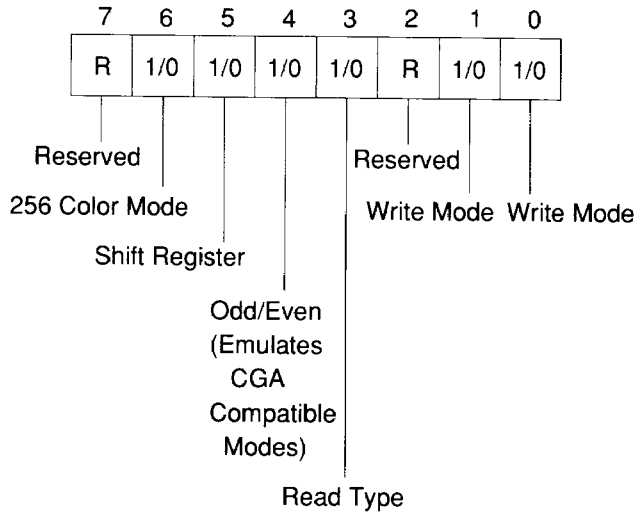 7 6 5 4 3 2 1 0
R 1/0 1/0 1/0 1/0 R 1/0 1/0
Reserved Reserved
256 Color Mode Write Mode Write Mode
Shift Register
Odd/Even
(Emulates
CGA
Compatible
Modes)
Read Type